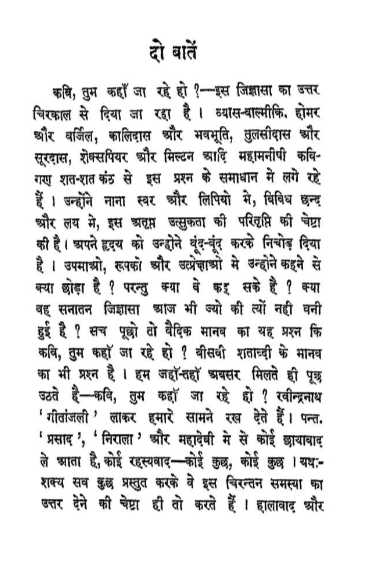 दो बातें
कवि, तुम कहाँ जा रहे हो ?—इस जिज्ञासा का उत्तर
चिरकाल से दिया जा रहा है । व्यास-वाल्मीकि, होमर
और वर्जिल, कालिदास और भवभूति, तुलसीदास और
सूरदास, शेक्सपियर और मिल्टन आदि महामनीषी कवि-
गण शत-शत कंठ से इस प्रश्न के समाधान में लगे रहे
हैं । उन्होंने नाना स्वर और लिपियो मे, विविध छन्द
और लय मे, इस अतृप्त उत्सुकता की परितृप्ति की चेष्टा
की है । अपने हृदय को उन्होने बूंद-बूंद करके निचोड़ दिया
है । उपमाओ, रूपको और उत्प्रेक्षाओ मे उन्होने कहने से
क्या छोड़ा है ? परन्तु क्या वे कह सके है ? क्या
वह सनातन जिज्ञासा आज भी ज्यो की त्यों नही वनी
हुई है ? सच पूछो तो वैदिक मानव का यह प्रश्न कि
कवि, तुम कहाँ जा रहे हो ? बीसवी शताब्दी के मानव
का भी प्रश्न है । हम जहाँ-तहाँ अवसर मिलते ही पूछ
उठते है—कवि, तुम कहाँ जा रहे हो ? रवीन्द्रनाथ
'गीतांजली' लाकर हमारे सामने रख देते हैं । पन्त.
'प्रसाद', 'निराला' और महादेवी मे से कोई छायावाद
ले आता है, कोई रहस्यवाद—कोई कुछ, कोई कुछ । यथः-
शक्य सब कुछ प्रस्तुत करके वे इस चिरन्तन समस्या का
उत्तर देने की चेष्टा ही तो करते हैं । हालावाद और